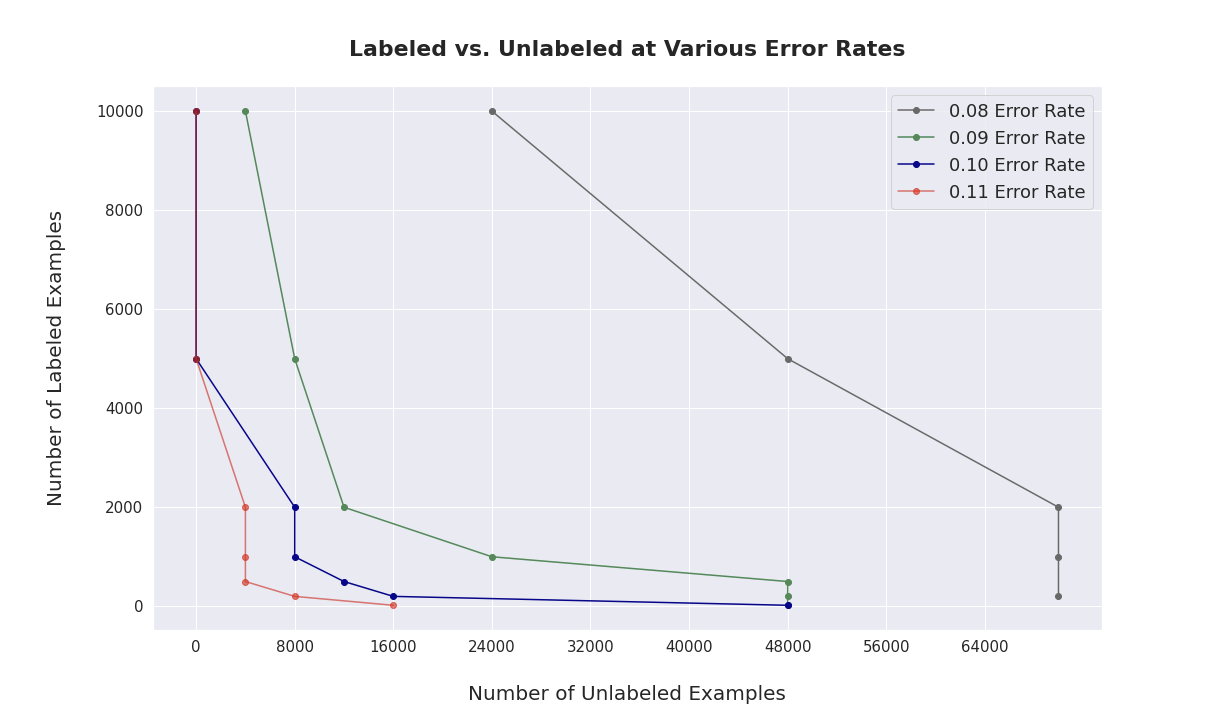 Labeled vs. Unlabeled at Various Error Rates
0.08 Error Rate
0.09 Error Rate
0.10 Error Rate
0.11 Error Rate
Number of Labeled Examples
10000
8000
6000
4000
2000
0
0 8000 16000 24000 32000 40000 48000 56000 64000
Number of Unlabeled Examples